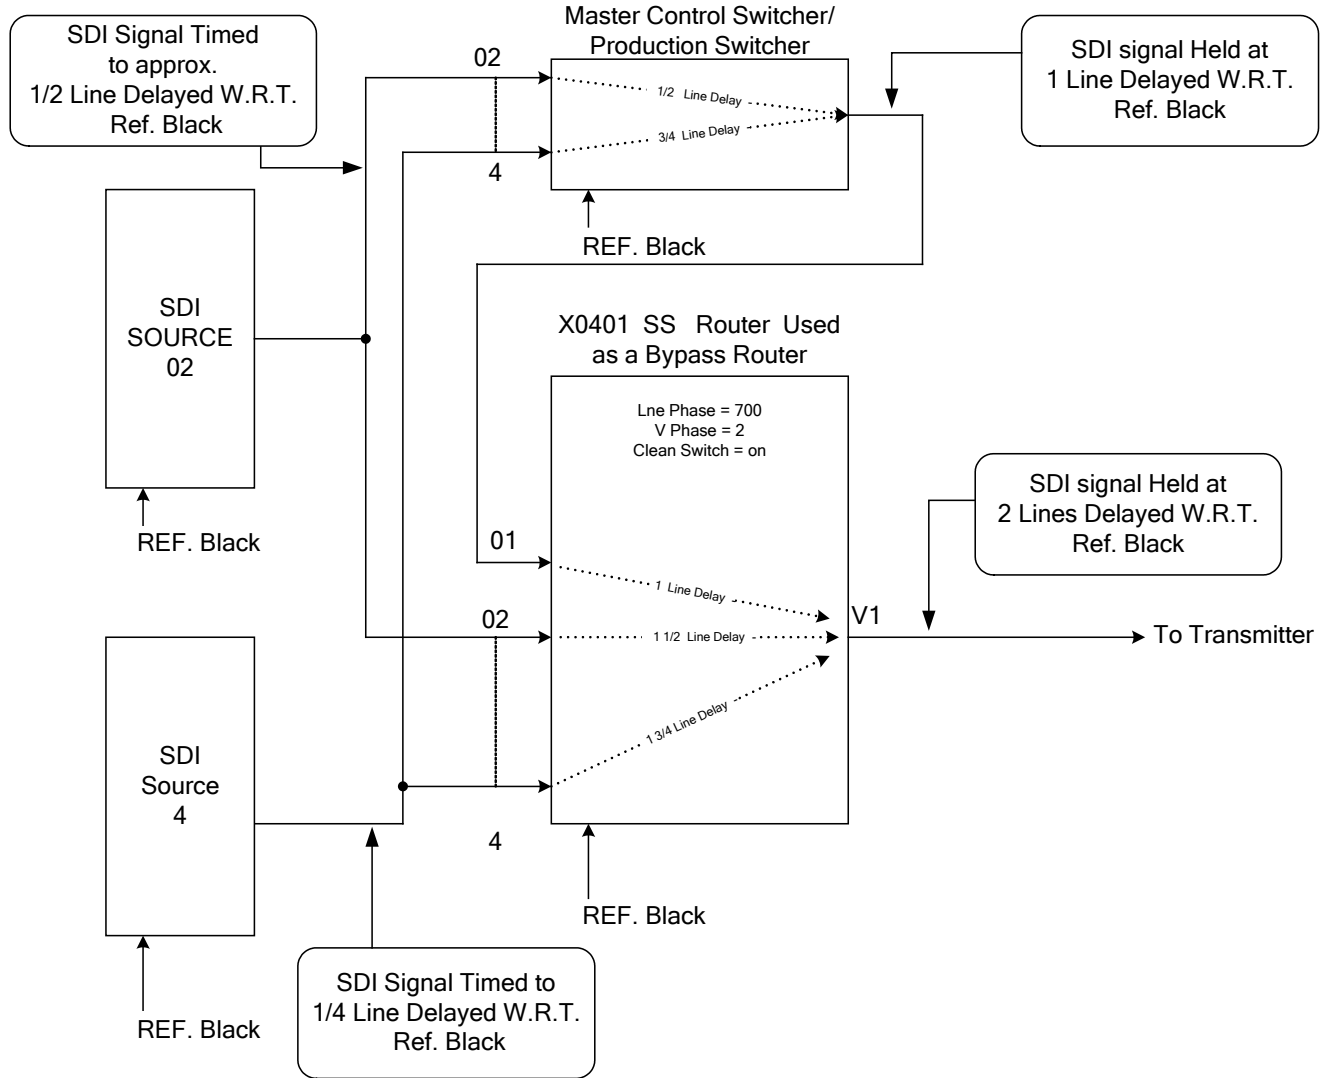 SDI Signal Timed
to approx.
1/2 Line Delayed W.R.T.
Ref. Black
Master Control Switcher/
Production Switcher
02
1/2 Line Delay
3/4 Line Delay
4
REF. Black
SDI signal Held at
1 Line Delayed W.R.T.
Ref. Black
SDI
SOURCE
02
REF. Black
X0401 SS Router Used
as a Bypass Router
Lne Phase = 700
V Phase = 2
Clean Switch = on
01
1 Line Delay
02
1 1/2 Line Delay
V1
1 3/4 Line Delay
4
REF. Black
SDI signal Held at
2 Lines Delayed W.R.T.
Ref. Black
To Transmitter
SDI
Source
4
REF. Black
SDI Signal Timed to
1/4 Line Delayed W.R.T.
Ref. Black